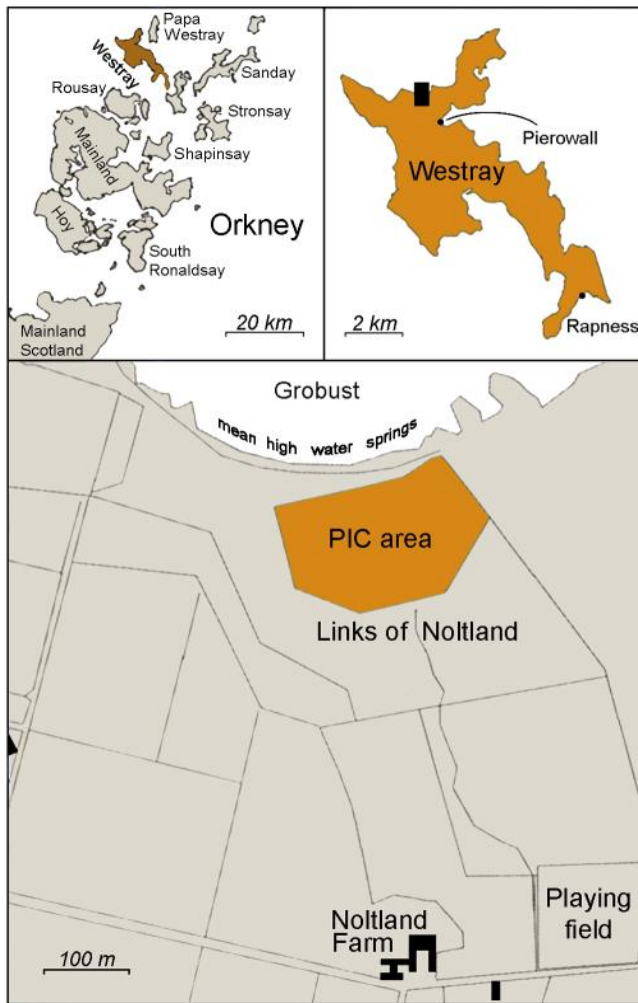 Papa
Westray
Westray
Sanday
Rousay
Stronsay
Mainland
Shapinsay
Hoy
Orkney
South
Ronaldsay
20 km
Mainland
Scotland
Pierowall
Westray
2 km
Rapness
Grobust
mean high water springs
PIC area
Links of Noltland
Noltland
Farm
Playing
field
100 m